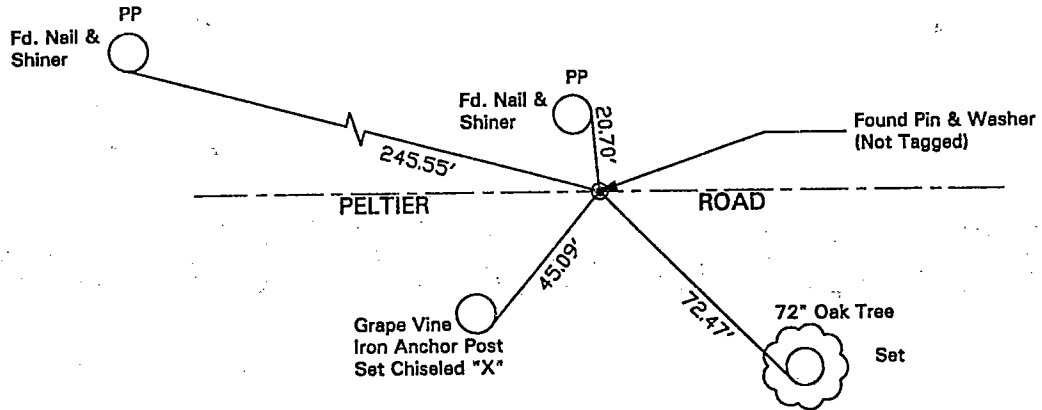 PP
Fd. Nail &
Shiner
PP
Fd. Nail &
Shiner
20.70'
Found Pin & Washer
(Not Tagged)
245.55'
PELTIER ROAD
45.09'
72.47'
Grape Vine
Iron Anchor Post
Set Chiseled "X"
72" Oak Tree
Set